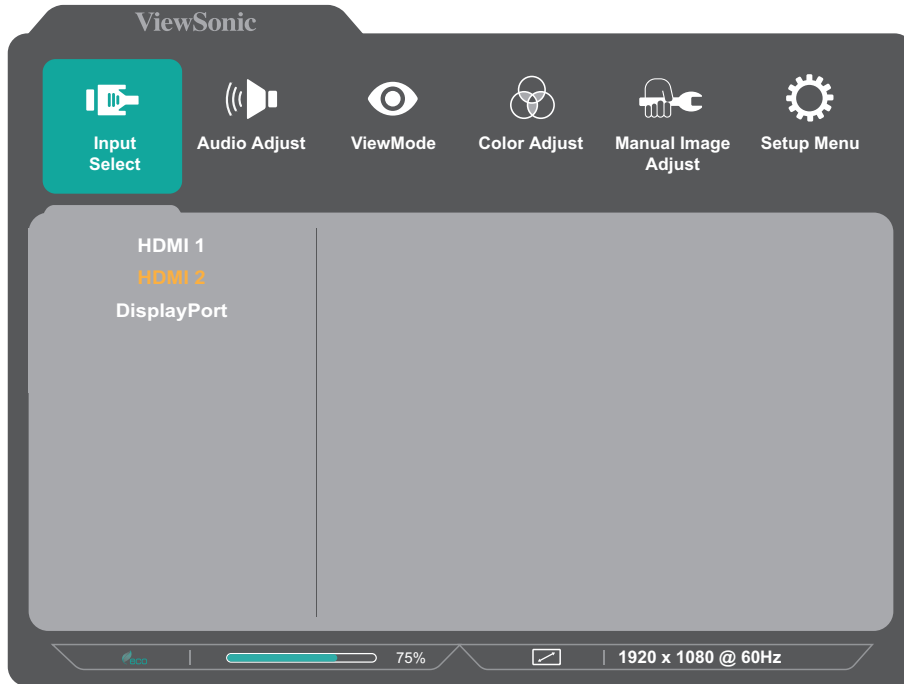 ViewSonic
Input
Select
Audio Adjust
ViewMode
Color Adjust
Manual Image
Adjust
Setup Menu
HDMI 1
HDMI 2
DisplayPort
eco
75%
1920 x 1080 @ 60Hz